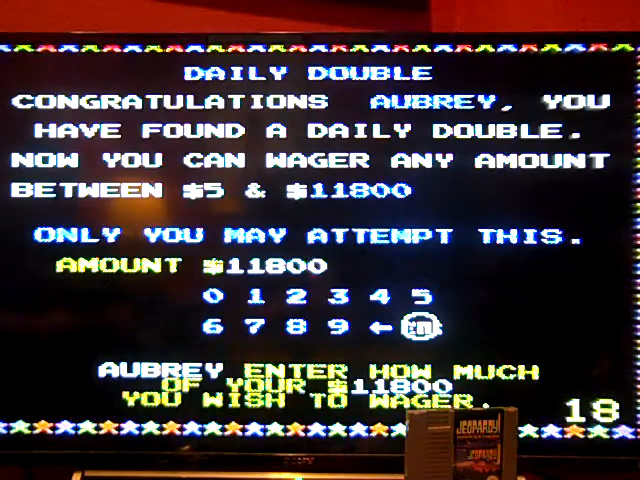 DAILY DOUBLE
CONGRATULATIONS AUBREY, YOU
HAVE FOUND A DAILY DOUBLE.
NOW YOU CAN WAGER ANY AMOUNT
BETWEEN $5 & $11800
ONLY YOU MAY ATTEMPT THIS.
AMOUNT $11800
0 1 2 3 4 5
6 7 8 9 ←
AUBREY ENTER HOW MUCH
OF YOUR $11800
YOU WISH TO WAGER.
18
JEOPARDY!
JEOPARDY!
SONY